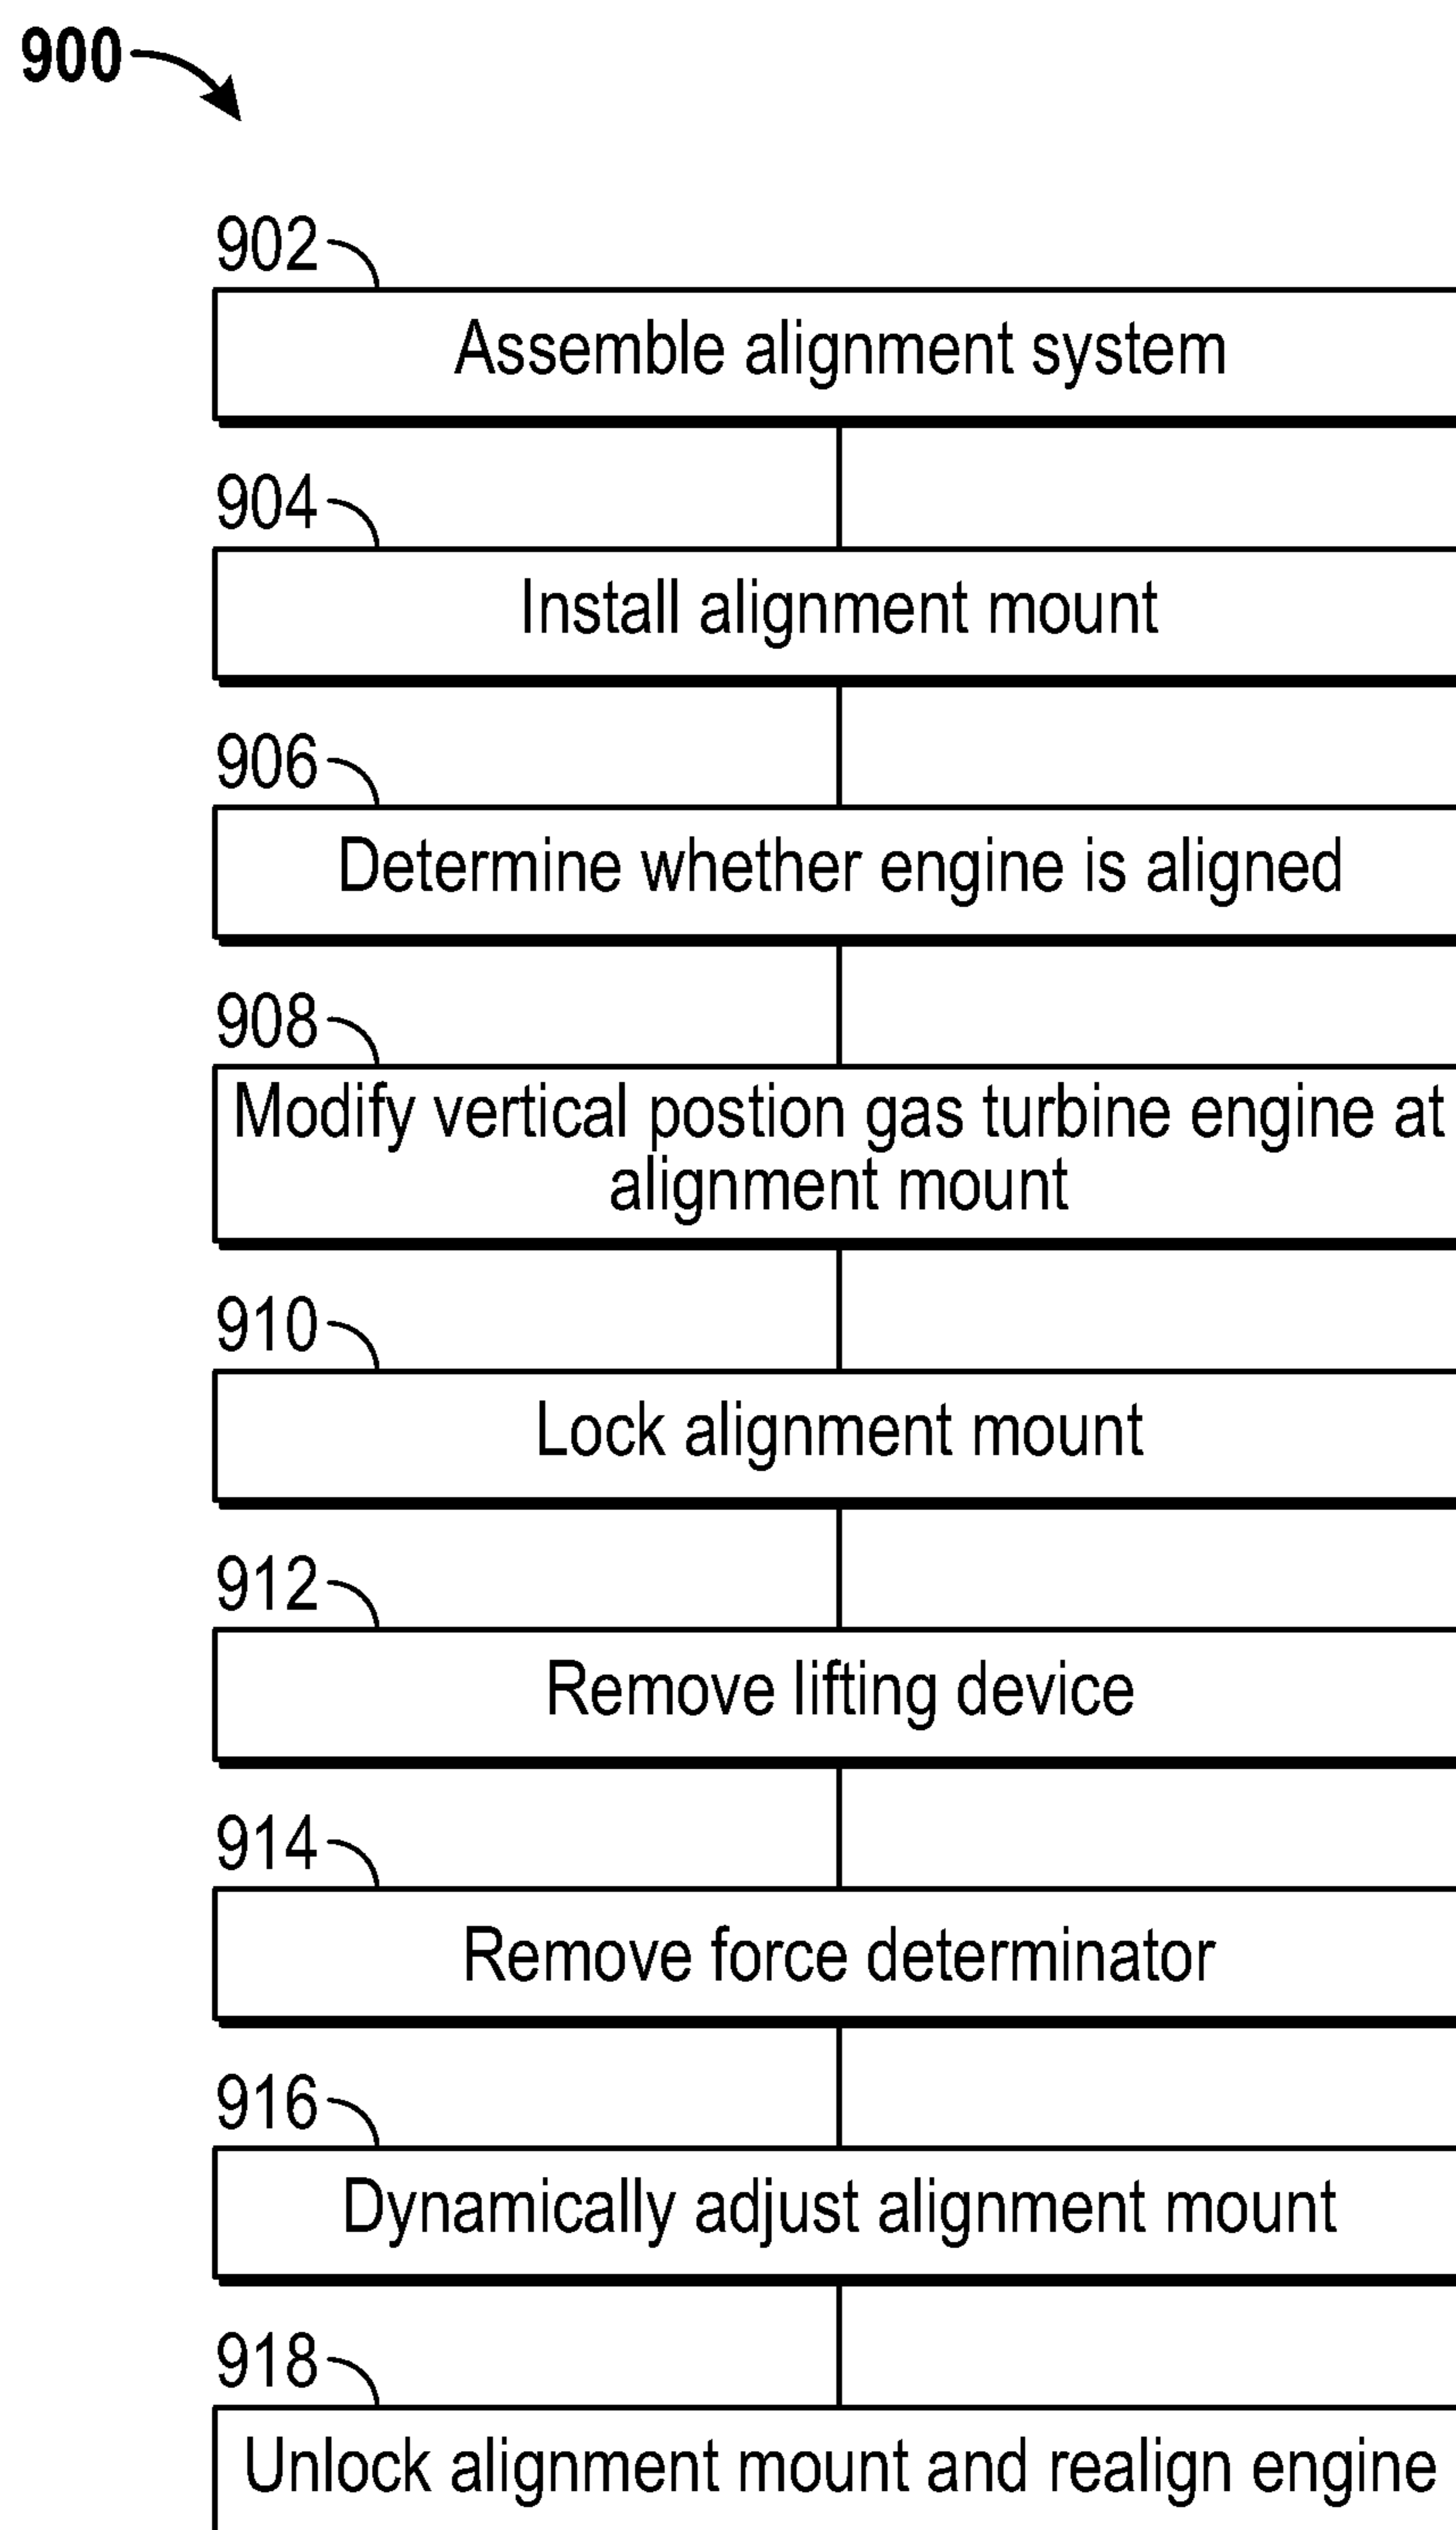 900
902
Assemble alignment system
904
Install alignment mount
906
Determine whether engine is aligned
908
Modify vertical postion gas turbine engine at
alignment mount
910
Lock alignment mount
912
Remove lifting device
914
Remove force determinator
916
Dynamically adjust alignment mount
918
Unlock alignment mount and realign engine